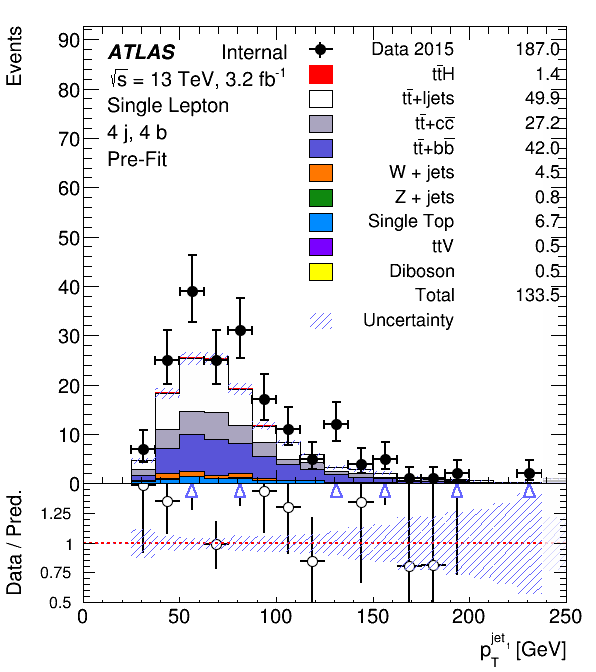 Events
90
80
70
60
50
40
30
20
10
0
ATLAS Internal
√s = 13 TeV, 3.2 fb⁻¹
Single Lepton
4 j, 4 b
Pre-Fit
Data 2015 187.0
tt̄H 1.4
tt̄+ljets 49.9
tt̄+cc̄ 27.2
tt̄+bb̄ 42.0
W + jets 4.5
Z + jets 0.8
Single Top 6.7
ttV 0.5
Diboson 0.5
Total 133.5
Uncertainty
Data / Pred.
1.25
1
0.75
0.5
0 50 100 150 200 250
p_T^jet₁ [GeV]